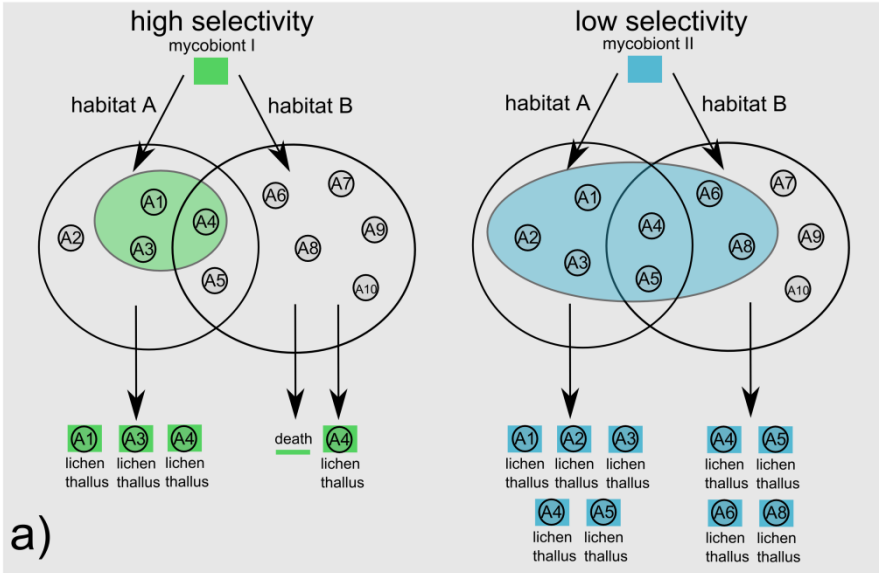 high selectivity
mycobiont I
habitat A
habitat B
A1
A2
A3
A4
A5
A6
A7
A8
A9
A10
A1
A3
A4
lichen thallus
lichen thallus
lichen thallus
death
A4
lichen thallus
low selectivity
mycobiont II
habitat A
habitat B
A1
A2
A3
A4
A5
A6
A7
A8
A9
A10
A1
A2
A3
lichen thallus
lichen thallus
lichen thallus
A4
A5
lichen thallus
lichen thallus
A4
A5
lichen thallus
lichen thallus
A6
A8
lichen thallus
lichen thallus
a)